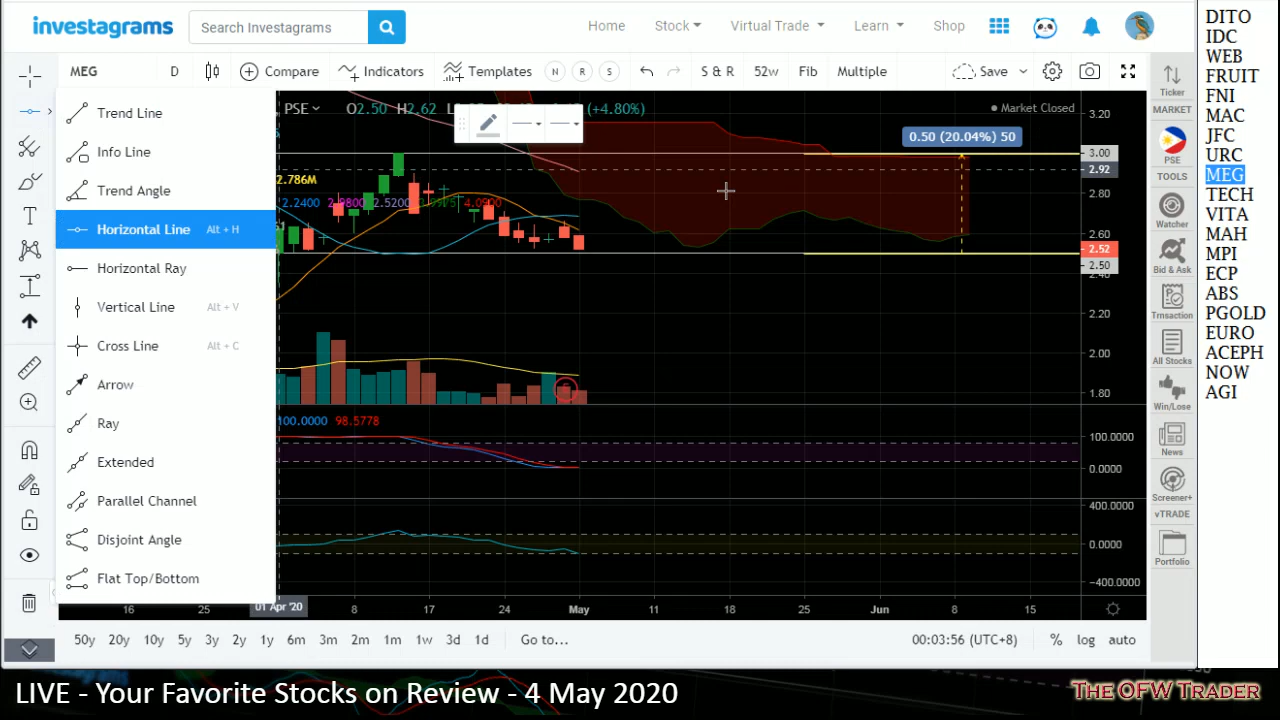 investagrams
Search Investagrams
Home
Stock
Virtual Trade
Learn
Shop
MEG
D
Compare
Indicators
Templates
N
R
S
S & R
52w
Fib
Multiple
Save
Ticker
Trend Line
Info Line
Trend Angle
Horizontal Line Alt + H
Horizontal Ray
Vertical Line Alt + V
Cross Line Alt + C
Arrow
Ray
Extended
Parallel Channel
Disjoint Angle
Flat Top/Bottom
PSE
O2.50 H2.62
(+4.80%)
Market Closed
0.50 (20.04%) 50
2.786M
2.2400 2.9800 2.5200 4.0900
3.20
3.00
2.92
2.80
2.60
2.52
2.50
2.40
2.20
2.00
1.80
100.0000 98.5778
100.0000
0.0000
400.0000
0.0000
−400.0000
16
25
01 Apr '20
8
17
24
May
11
18
25
Jun
8
15
50y 20y 10y 5y 3y 2y 1y 6m 3m 2m 1m 1w 3d 1d Go to...
00:03:56 (UTC+8) % log auto
MARKET
PSE
TOOLS
Watcher
Bid & Ask
Trnsaction
All Stocks
Win/Lose
News
Screener+
vTRADE
Portfolio
DITO
IDC
WEB
FRUIT
FNI
MAC
JFC
URC
MEG
TECH
VITA
MAH
MPI
ECP
ABS
PGOLD
EURO
ACEPH
NOW
AGI
LIVE - Your Favorite Stocks on Review - 4 May 2020
The OFW Trader